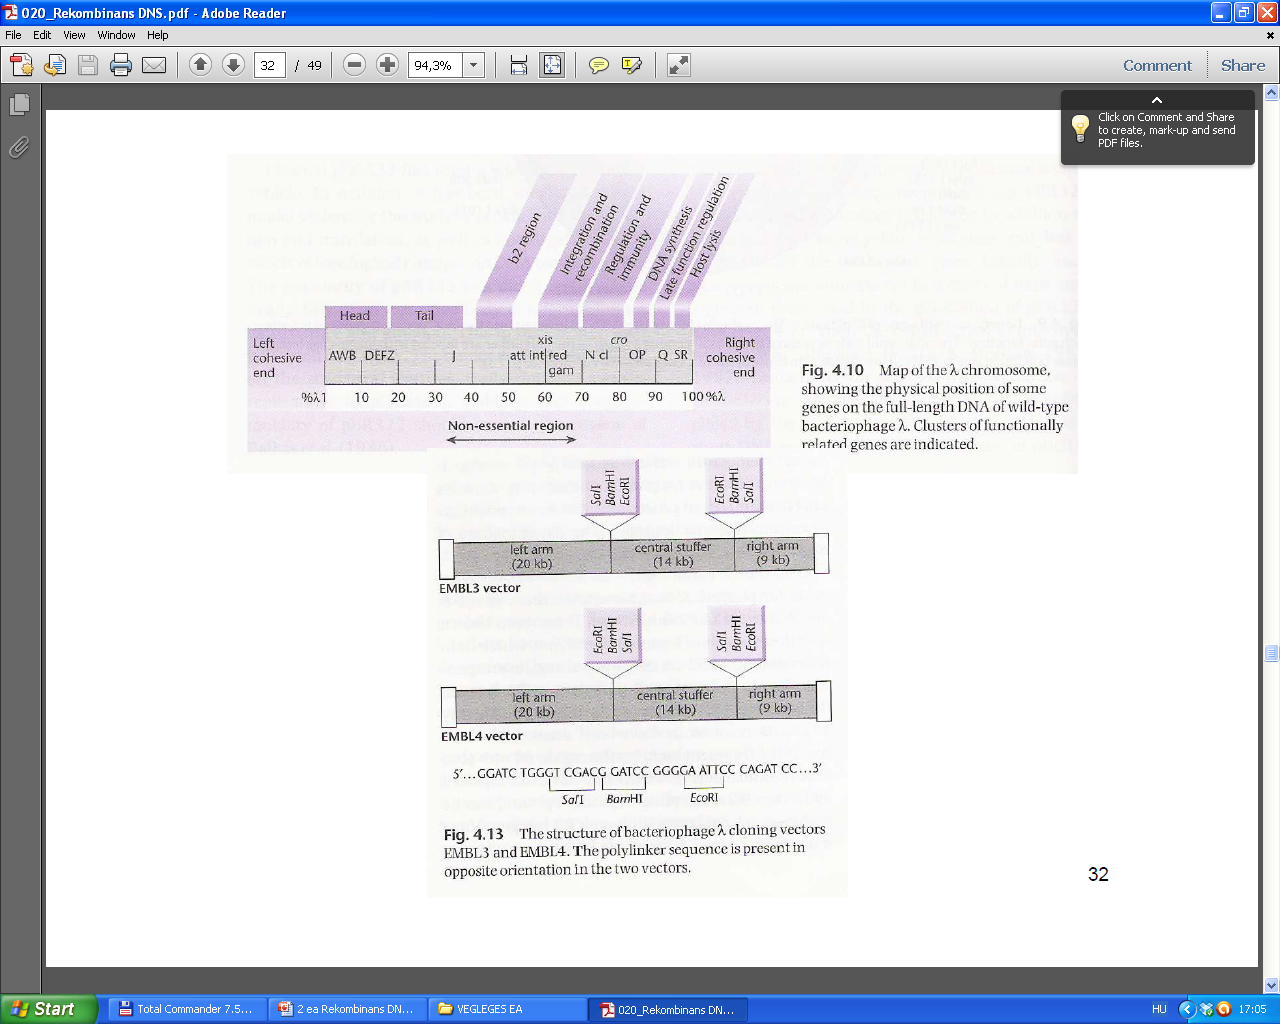 020_Rekombinans DNS.pdf - Adobe Reader
File Edit View Window Help
32 / 49 94,3% Comment Share
Click on Comment and Share
to create, mark-up and send
PDF files.
b2 region
Integration and
recombination
Regulation and
immunity
DNA synthesis
Late function regulation
Host lysis
Head Tail
Left
cohesive
end
xis cro
AWB DEFZ J att int red N cI OP Q SR
gam
Right
cohesive
end
%λ1 10 20 30 40 50 60 70 80 90 100 %λ
Non-essential region
Fig. 4.10 Map of the λ chromosome,
showing the physical position of some
genes on the full-length DNA of wild-type
bacteriophage λ. Clusters of functionally
related genes are indicated.
SalI
BamHI
EcoRI
EcoRI
BamHI
SalI
left arm central stuffer right arm
(20 kb) (14 kb) (9 kb)
EMBL3 vector
EcoRI
BamHI
SalI
SalI
BamHI
EcoRI
left arm central stuffer right arm
(20 kb) (14 kb) (9 kb)
EMBL4 vector
5′...GGATC TGGGT CGACG GATCC GGGGA ATTCC CAGAT CC...3′
SalI BamHI EcoRI
Fig. 4.13 The structure of bacteriophage λ cloning vectors
EMBL3 and EMBL4. The polylinker sequence is present in
opposite orientation in the two vectors.
32
Start Total Commander 7.5... 2 ea Rekombinans DN... VEGLEGES EA 020_Rekombinans DN... HU 17:05